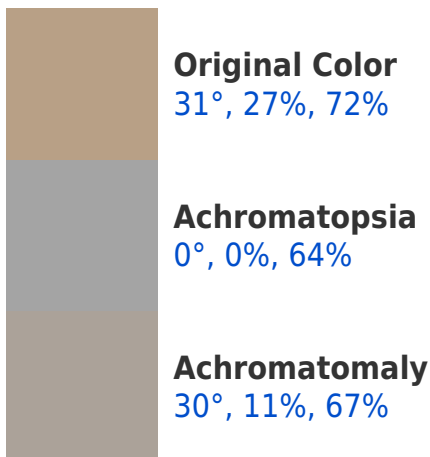 Original Color
31°, 27%, 72%
Achromatopsia
0°, 0%, 64%
Achromatomaly
30°, 11%, 67%